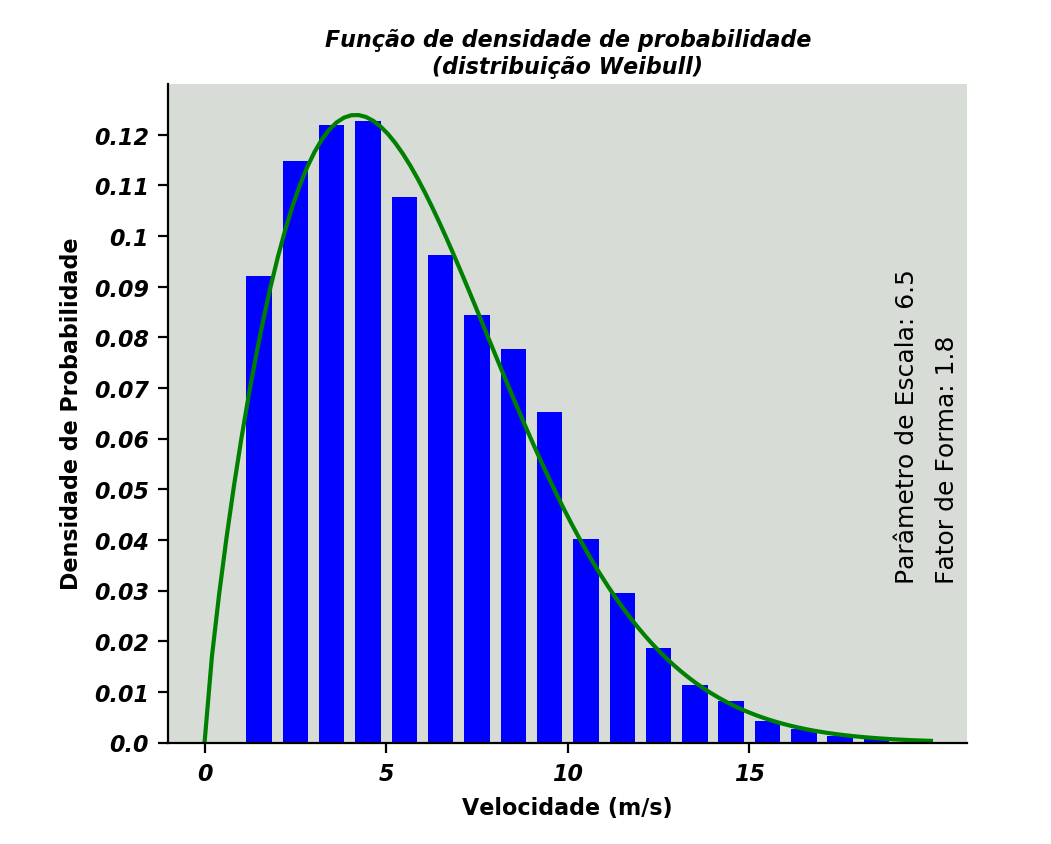 Função de densidade de probabilidade
(distribuição Weibull)
Densidade de Probabilidade
0.12
0.11
0.1
0.09
0.08
0.07
0.06
0.05
0.04
0.03
0.02
0.01
0.0
Parâmetro de Escala: 6.5
Fator de Forma: 1.8
0
5
10
15
Velocidade (m/s)